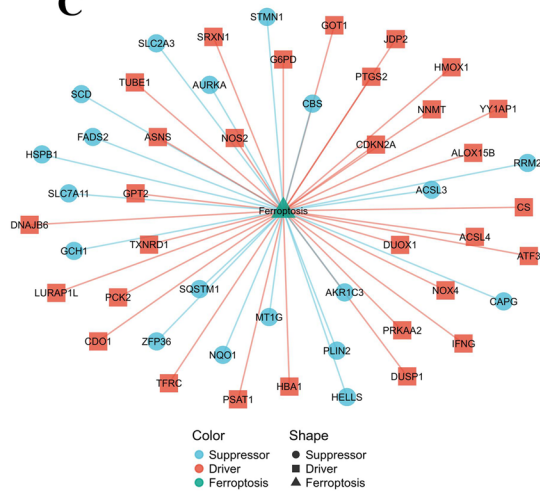 C
STMN1
GOT1
SLC2A3
SRXN1
JDP2
G6PD
HMOX1
TUBE1
AURKA
PTGS2
SCD
CBS
NNMT
YY1AP1
FADS2
ASNS
NOS2
CDKN2A
HSPB1
ALOX15B
RRM2
SLC7A11
GPT2
ACSL3
DNAJB6
Ferroptosis
CS
GCH1
TXNRD1
DUOX1
ACSL4
ATF3
LURAP1L
PCK2
SQSTM1
AKR1C3
NOX4
CAPG
MT1G
CDO1
ZFP36
NQO1
PLIN2
PRKAA2
IFNG
TFRC
PSAT1
HBA1
HELLS
DUSP1
Color Shape
Suppressor Suppressor
Driver Driver
Ferroptosis Ferroptosis